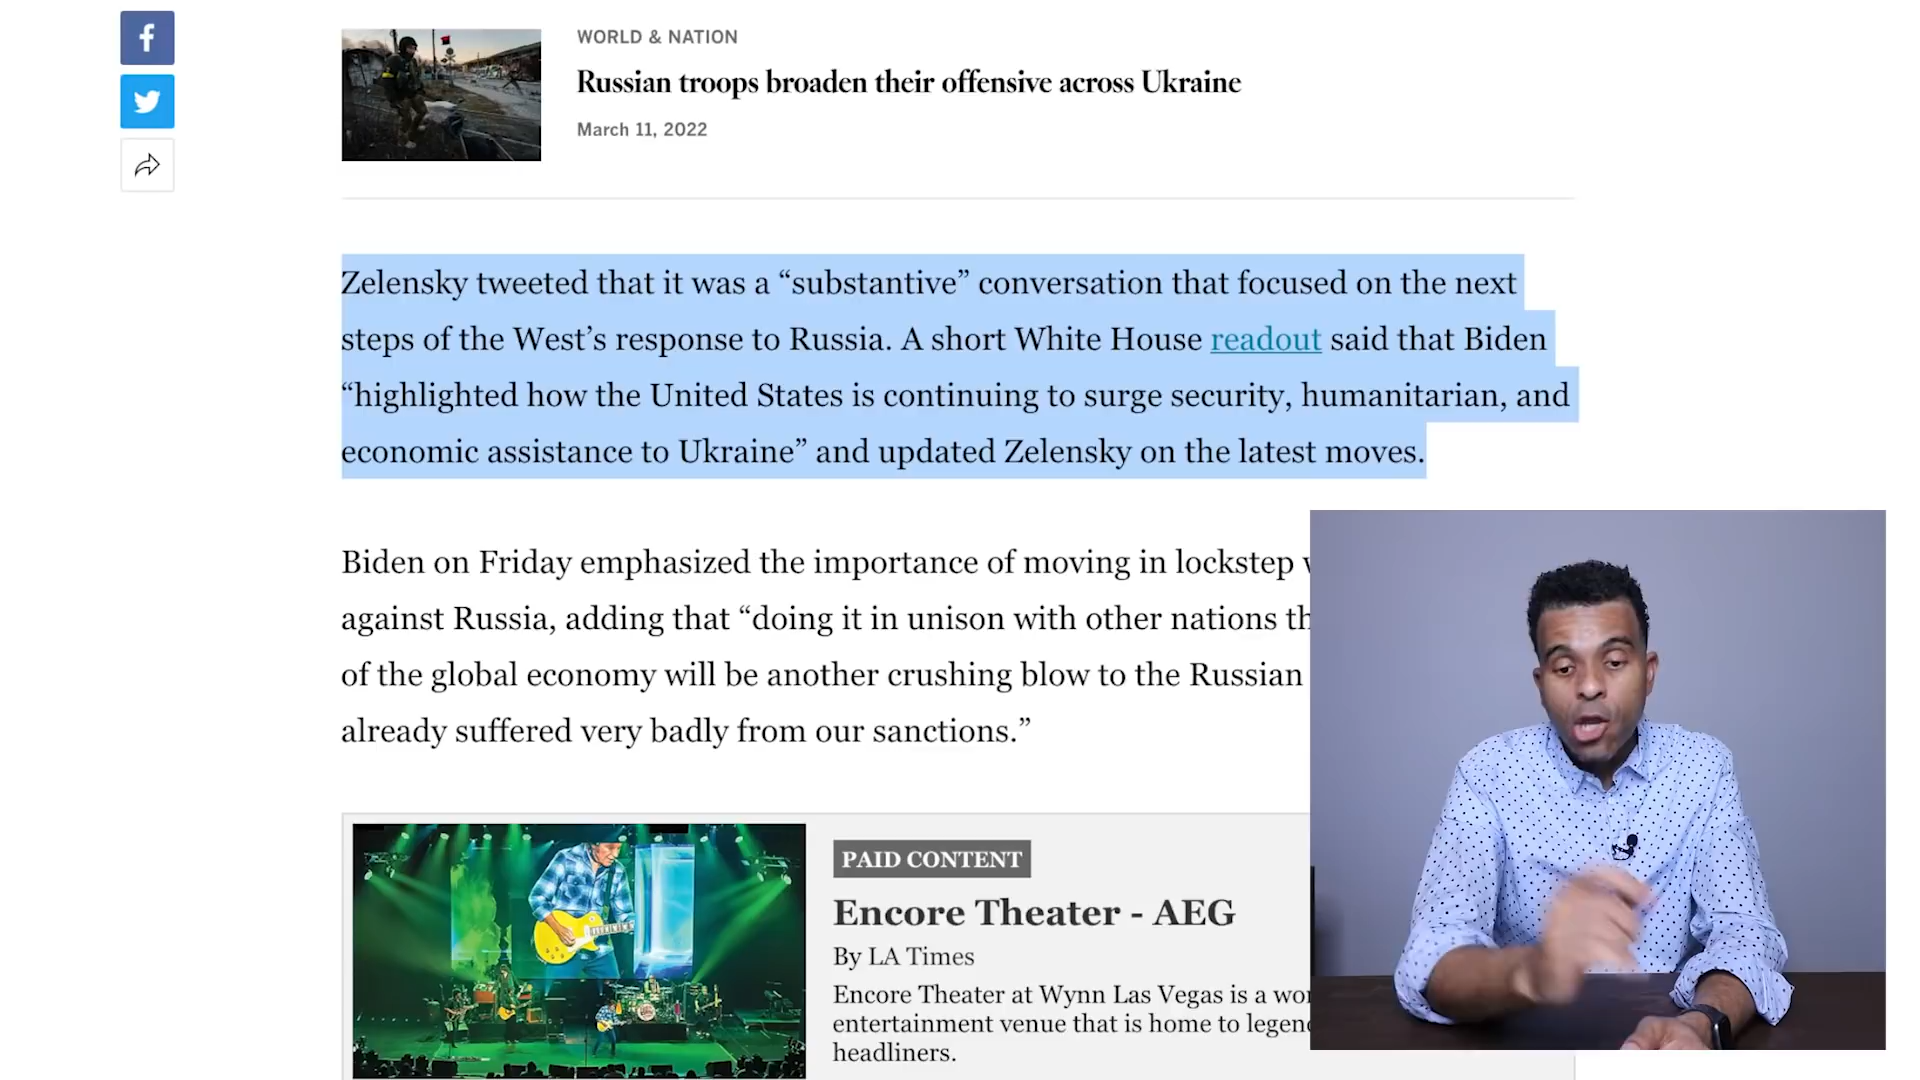 WORLD & NATION
Russian troops broaden their offensive across Ukraine
March 11, 2022
Zelensky tweeted that it was a “substantive” conversation that focused on the next
steps of the West’s response to Russia. A short White House readout said that Biden
“highlighted how the United States is continuing to surge security, humanitarian, and
economic assistance to Ukraine” and updated Zelensky on the latest moves.
Biden on Friday emphasized the importance of moving in lockstep
against Russia, adding that “doing it in unison with other nations
of the global economy will be another crushing blow to the Russian
already suffered very badly from our sanctions.”
PAID CONTENT
Encore Theater - AEG
By LA Times
Encore Theater at Wynn Las Vegas is a
entertainment venue that is home to
headliners.